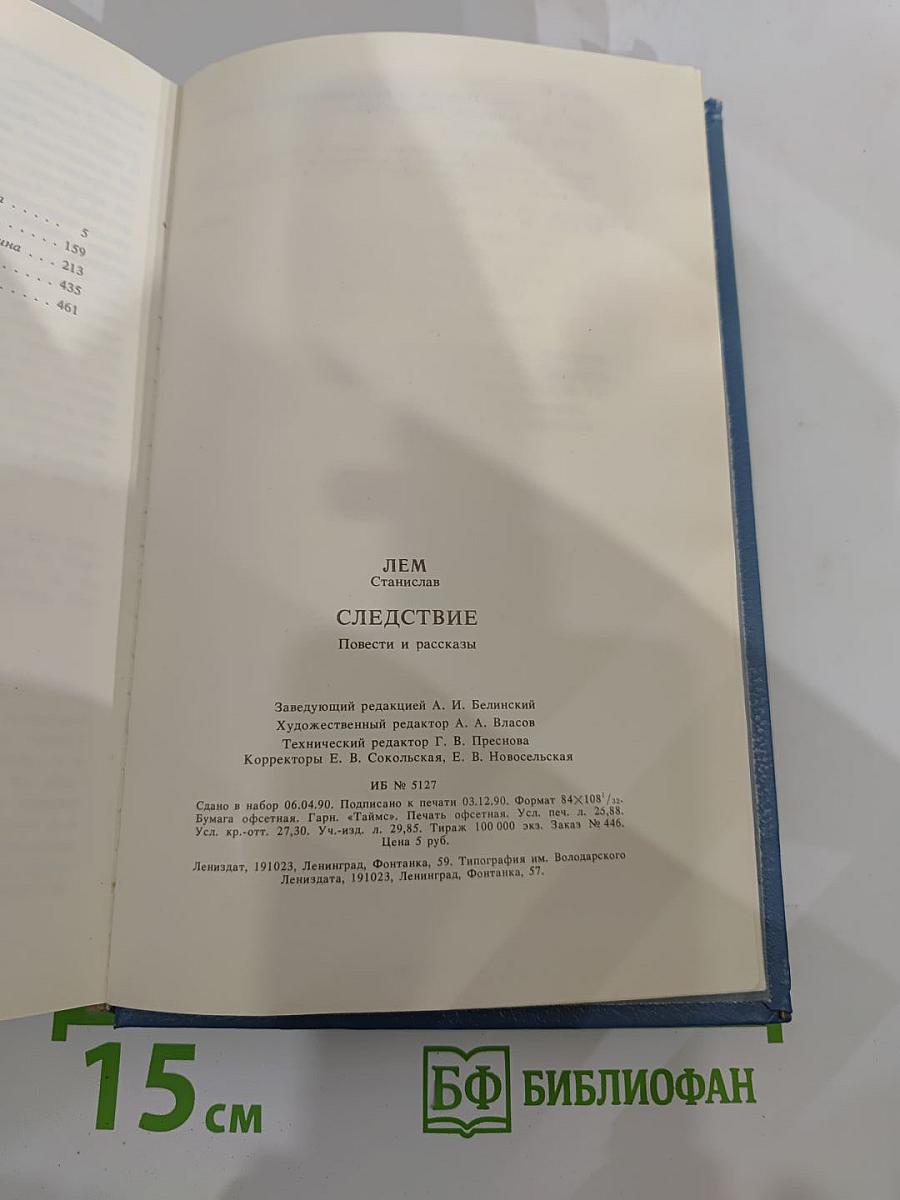 5
159
213
435
461
ЛЕМ
Станислав
СЛЕДСТВИЕ
Повести и рассказы
Заведующий редакцией А. И. Белинский
Художественный редактор А. А. Власов
Технический редактор Г. В. Преснова
Корректоры Е. В. Сокольская, Е. В. Новосельская
ИБ № 5127
Сдано в набор 06.04.90. Подписано к печати 03.12.90. Формат 84×108¹/₃₂.
Бумага офсетная. Гарн. «Таймс». Печать офсетная. Усл. печ. л. 25,88.
Усл. кр.-отт. 27,30. Уч.-изд. л. 29,85. Тираж 100 000 экз. Заказ № 446.
Цена 5 руб.
Лениздат, 191023, Ленинград, Фонтанка, 59. Типография им. Володарского
Лениздата, 191023, Ленинград, Фонтанка, 57.
15 см
БФ БИБЛИОФАН